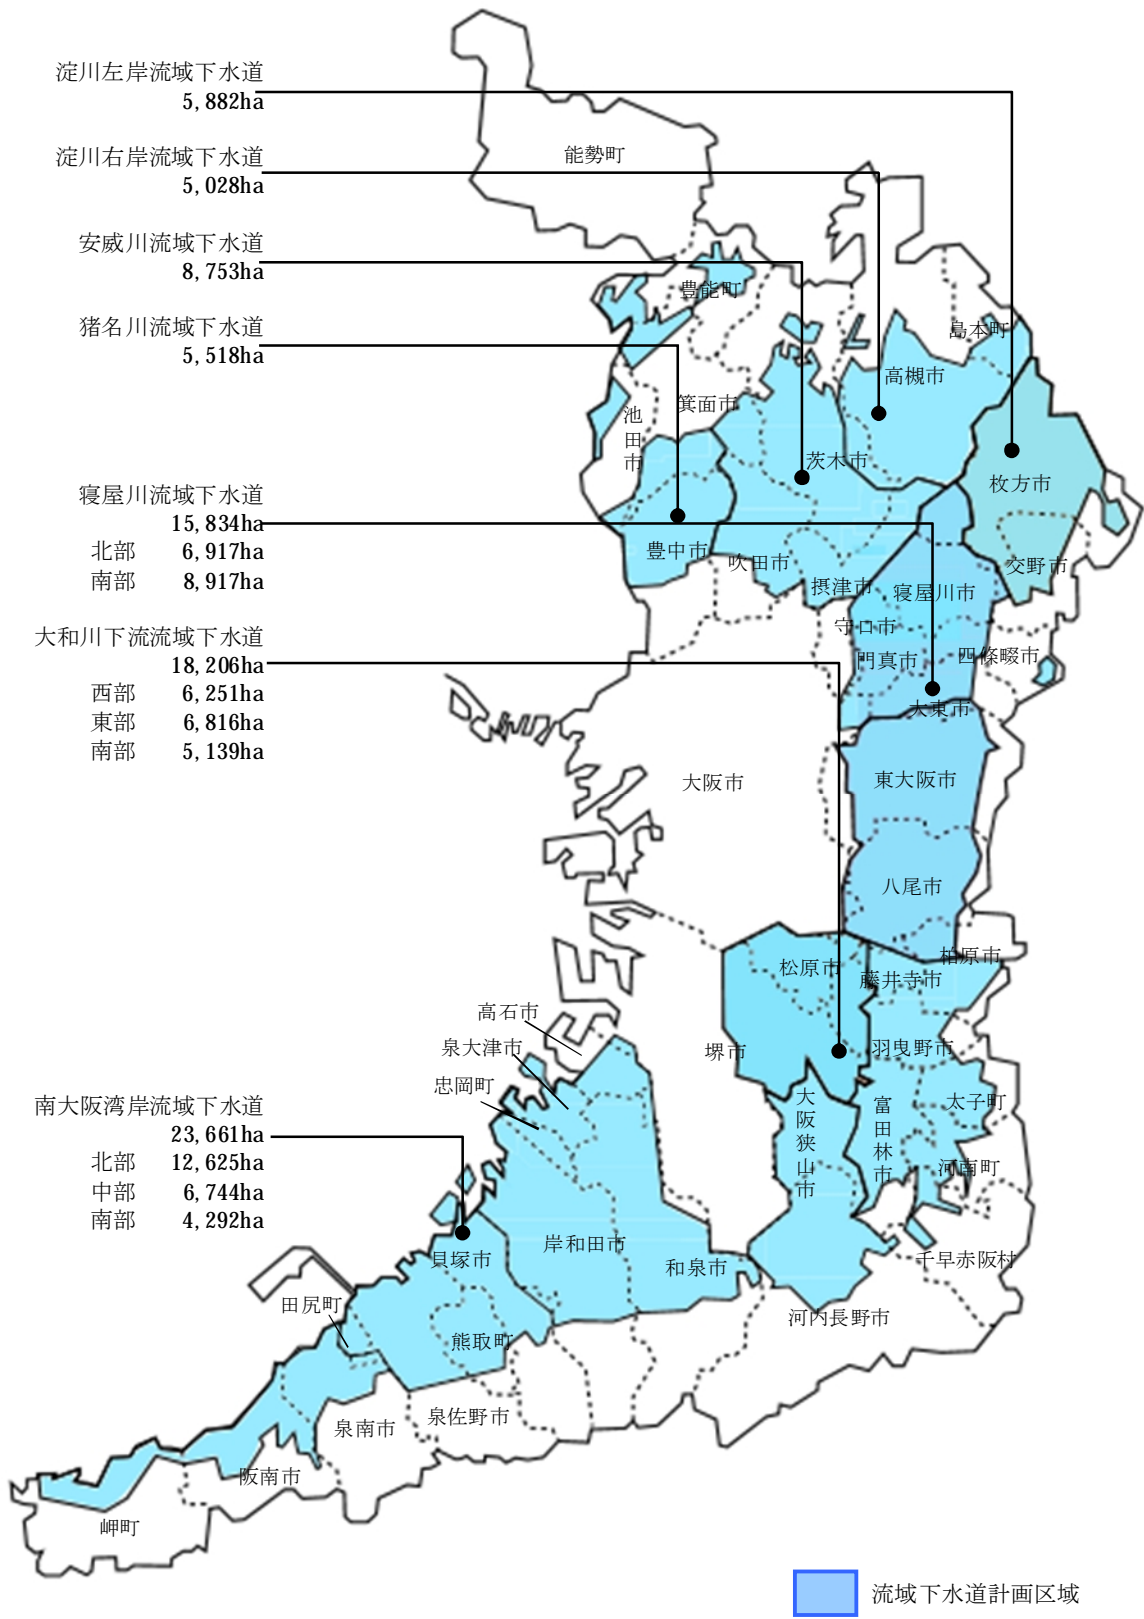 淀川左岸流域下水道
5,882ha
淀川右岸流域下水道
5,028ha
安威川流域下水道
8,753ha
猪名川流域下水道
5,518ha
寝屋川流域下水道
15,834ha
北部 6,917ha
南部 8,917ha
大和川下流流域下水道
18,206ha
西部 6,251ha
東部 6,816ha
南部 5,139ha
南大阪湾岸流域下水道
23,661ha
北部 12,625ha
中部 6,744ha
南部 4,292ha
能勢町
豊能町
島本町
高槻市
箕面市
池田市
茨木市
枚方市
豊中市
吹田市
摂津市
交野市
寝屋川市
守口市
門真市
四條畷市
大東市
大阪市
東大阪市
八尾市
柏原市
松原市
藤井寺市
高石市
泉大津市
忠岡町
堺市
羽曳野市
大阪狭山市
富田林市
太子町
河南町
千早赤阪村
岸和田市
和泉市
貝塚市
田尻町
熊取町
河内長野市
泉佐野市
泉南市
阪南市
岬町
流域下水道計画区域